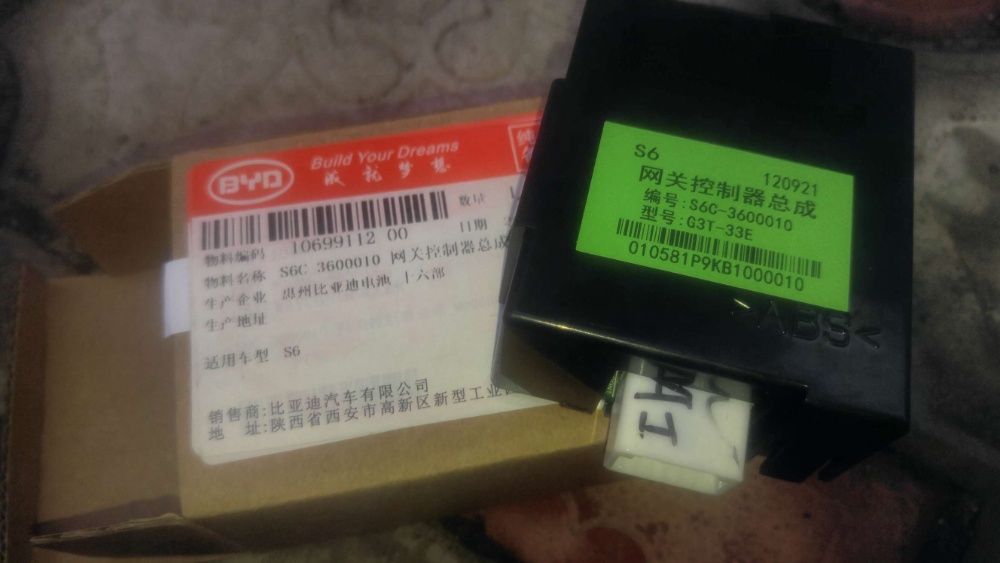 BYD
Build Your Dreams
成就梦想
数量
物料编码 10699112 00
日期
物料名称 S6C 3600010 网关控制器总成
生产企业 惠州比亚迪电池 十六部
生产地址
适用车型 S6
销售商:比亚迪汽车有限公司
地 址:陕西省西安市高新区新型工业
S6
120921
网关控制器总成
编号:S6C-3600010
型号:G3T-33E
010581P9KB1000010
>ABS<